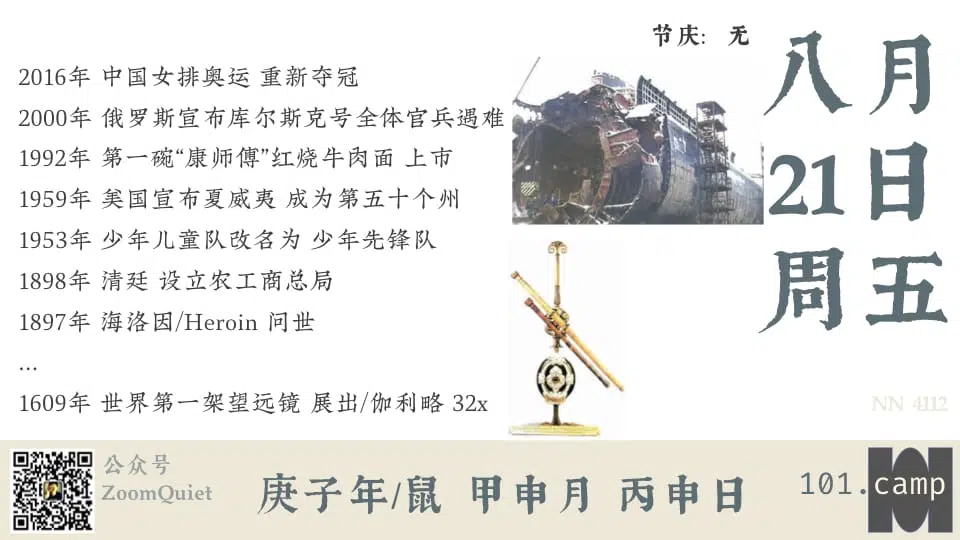 节庆: 无
八月
21日
周五
2016年 中国女排奥运 重新夺冠
2000年 俄罗斯宣布库尔斯克号全体官兵遇难
1992年 第一碗“康师傅”红烧牛肉面 上市
1959年 美国宣布夏威夷 成为第五十个州
1953年 少年儿童队改名为 少年先锋队
1898年 清廷 设立农工商总局
1897年 海洛因/Heroin 问世
...
1609年 世界第一架望远镜 展出/伽利略 32x
NN 4112
公众号
ZoomQuiet
庚子年/鼠 甲申月 丙申日
101.camp